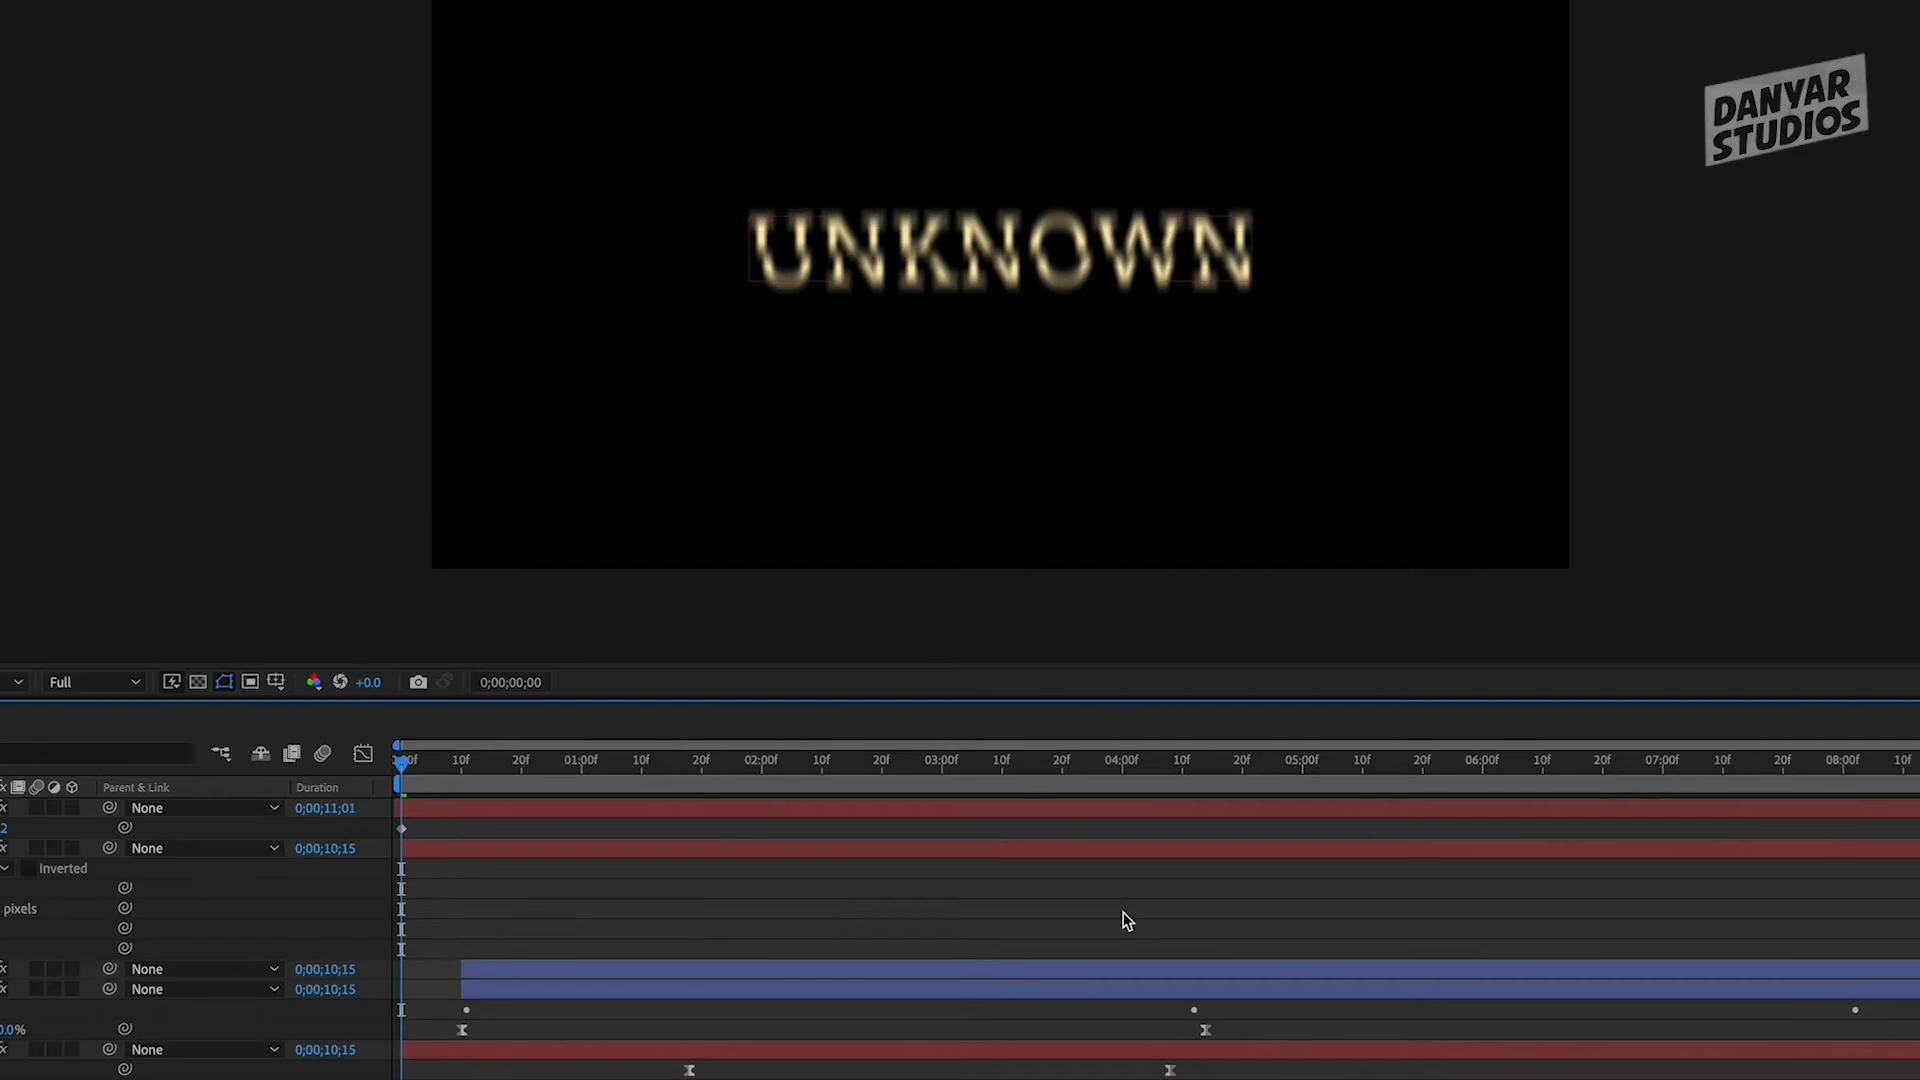 DANYAR
STUDIOS
UNKNOWN
Full
+0.0
0;00;00;00
10f 20f 01:00f 10f 20f 02:00f 10f 20f 03:00f 10f 20f 04:00f 10f 20f 05:00f 10f 20f 06:00f 10f 20f 07:00f 10f 20f 08:00f 10f
Parent & Link Duration
None 0;00;11;01
2
None 0;00;10;15
Inverted
pixels
None 0;00;10;15
None 0;00;10;15
0.0%
None 0;00;10;15